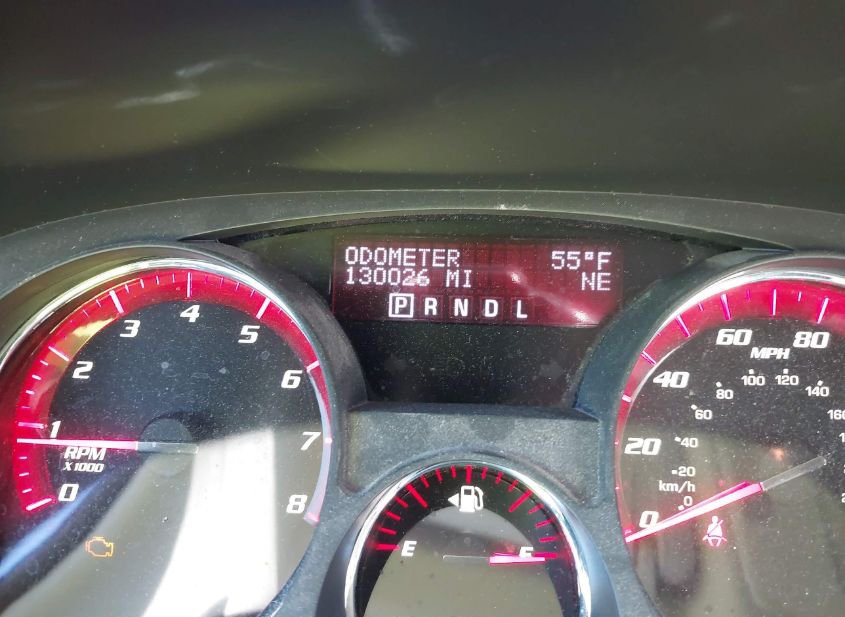 ODOMETER 55°F
130026 MI NE
P R N D L
0 1 2 3 4 5 6 7 8
RPM
X 1000
E F
0 20 40 60 80
MPH
0 20 40 60 80 100 120 140
km/h